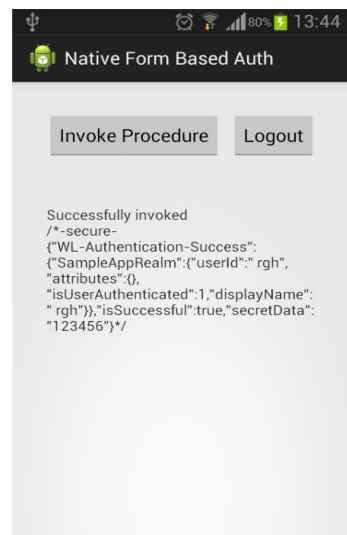 80% 13:44
Native Form Based Auth
Invoke Procedure Logout
Successfully invoked
/*-secure-
{"WL-Authentication-Success":
{"SampleAppRealm":{"userId":" rgh",
"attributes":{},
"isUserAuthenticated":1,"displayName":
" rgh"}},"isSuccessful":true,"secretData":
"123456"}*/